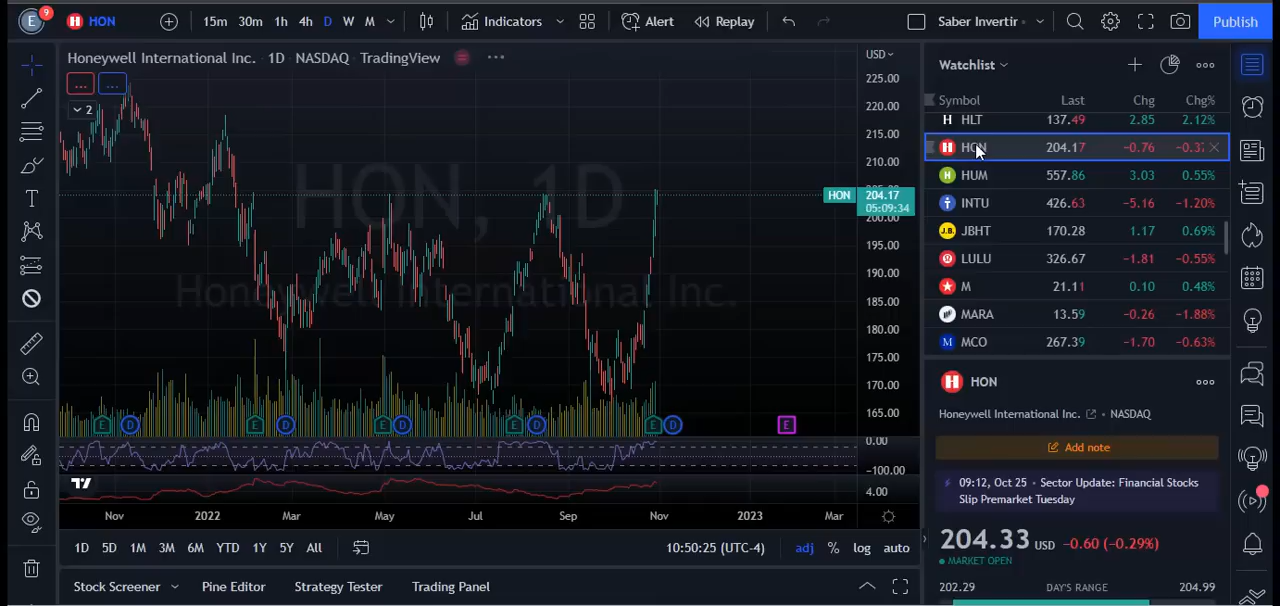 E 9 HON 15m 30m 1h 4h D W M Indicators Alert Replay Saber Invertir Publish
Honeywell International Inc. · 1D · NASDAQ · TradingView
... ...
2
HON, 1D
Honeywell International Inc.
USD
225.00
220.00
215.00
210.00
HON 204.17
05:09:34
200.00
195.00
190.00
185.00
180.00
175.00
170.00
165.00
E D E D E D E D E D E
0.00
-100.00
4.00
Nov 2022 Mar May Jul Sep Nov 2023 Mar
1D 5D 1M 3M 6M YTD 1Y 5Y All 10:50:25 (UTC-4) adj % log auto
Stock Screener Pine Editor Strategy Tester Trading Panel
Watchlist
Symbol Last Chg Chg%
HLT 137.49 2.85 2.12%
HON 204.17 −0.76
HUM 557.86 3.03 0.55%
INTU 426.63 −5.16 −1.20%
J.B. JBHT 170.28 1.17 0.69%
LULU 326.67 −1.81 −0.55%
M 21.11 0.10 0.48%
MARA 13.59 −0.26 −1.88%
M MCO 267.39 −1.70 −0.63%
HON
Honeywell International Inc. • NASDAQ
Add note
09:12, Oct 25 • Sector Update: Financial Stocks
Slip Premarket Tuesday
204.33 USD −0.60 (−0.29%)
MARKET OPEN
202.29 DAY'S RANGE 204.99